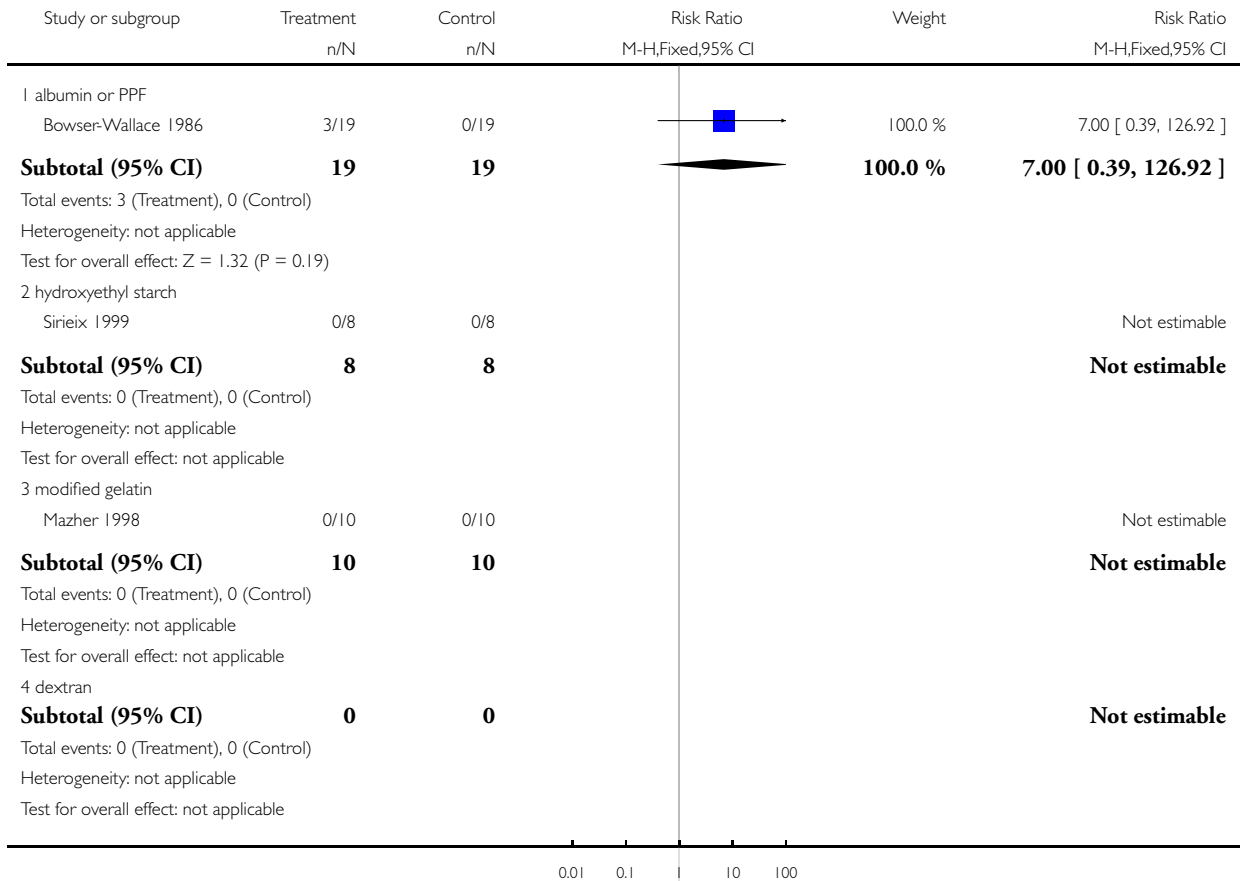 Study or subgroup Treatment Control Risk Ratio Weight Risk Ratio
n/N n/N M-H,Fixed,95% CI M-H,Fixed,95% CI
1 albumin or PPF
Bowser-Wallace 1986 3/19 0/19 100.0 % 7.00 [ 0.39, 126.92 ]
Subtotal (95% CI) 19 19 100.0 % 7.00 [ 0.39, 126.92 ]
Total events: 3 (Treatment), 0 (Control)
Heterogeneity: not applicable
Test for overall effect: Z = 1.32 (P = 0.19)
2 hydroxyethyl starch
Sirieix 1999 0/8 0/8 Not estimable
Subtotal (95% CI) 8 8 Not estimable
Total events: 0 (Treatment), 0 (Control)
Heterogeneity: not applicable
Test for overall effect: not applicable
3 modified gelatin
Mazher 1998 0/10 0/10 Not estimable
Subtotal (95% CI) 10 10 Not estimable
Total events: 0 (Treatment), 0 (Control)
Heterogeneity: not applicable
Test for overall effect: not applicable
4 dextran
Subtotal (95% CI) 0 0 Not estimable
Total events: 0 (Treatment), 0 (Control)
Heterogeneity: not applicable
Test for overall effect: not applicable
0.01 0.1 1 10 100